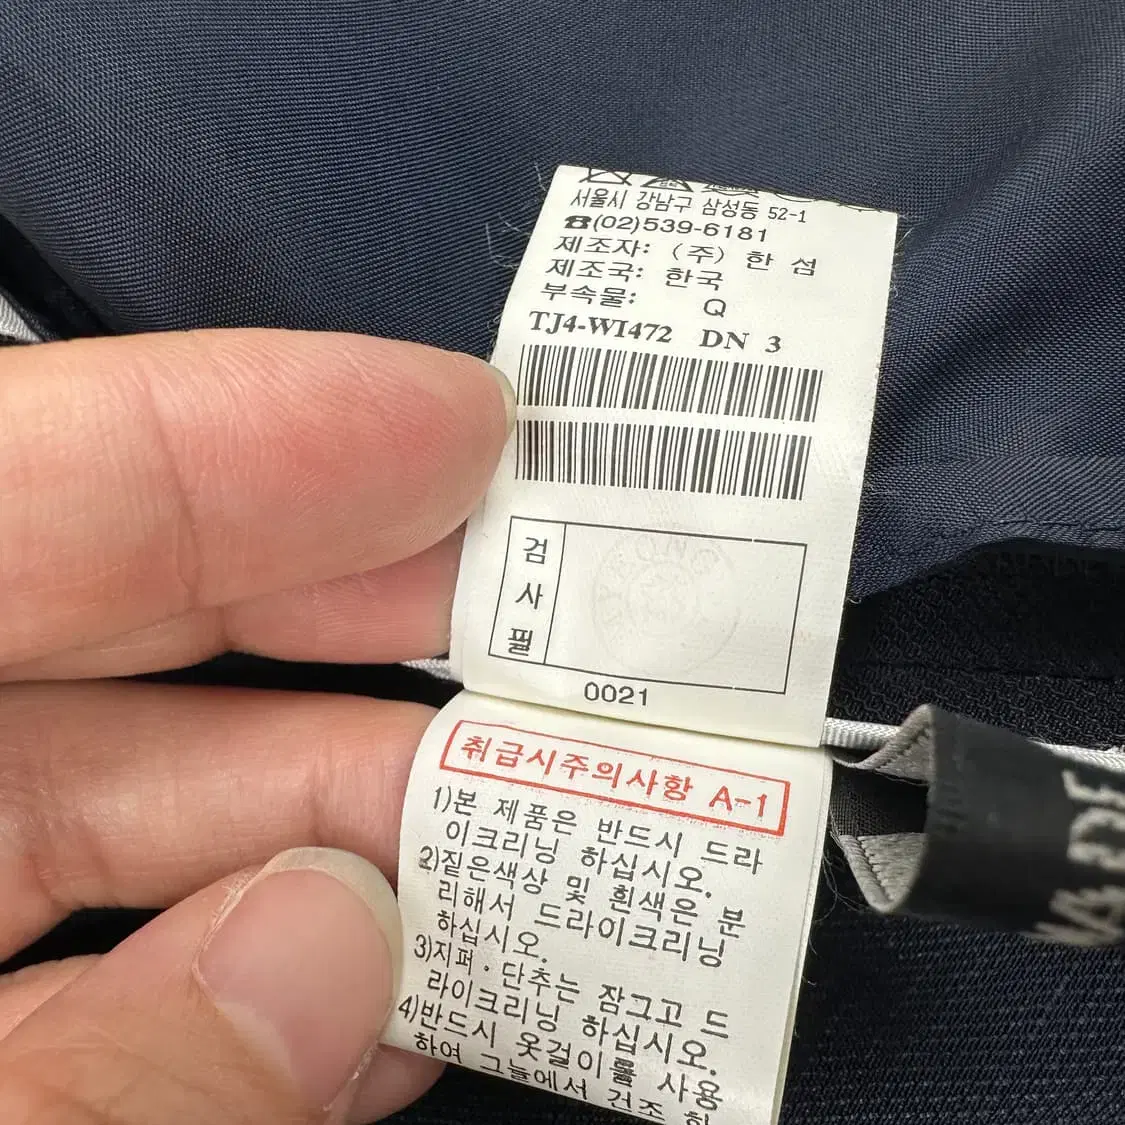 서울시 강남구 삼성동 52-1
☎(02)539-6181
제조자: (주) 한 섬
제조국: 한국
부속물: Q
TJ4-WI472 DN 3
검
사
필
0021
취급시주의사항 A-1
1)본 제품은 반드시 드라
이크리닝 하십시오.
2)짙은색상 및 흰색은 분
리해서 드라이크리닝
하십시오.
3)지퍼·단추는 잠그고 드
라이크리닝 하십시오.
4)반드시 옷걸이를 사용
하여 그늘에서 건조